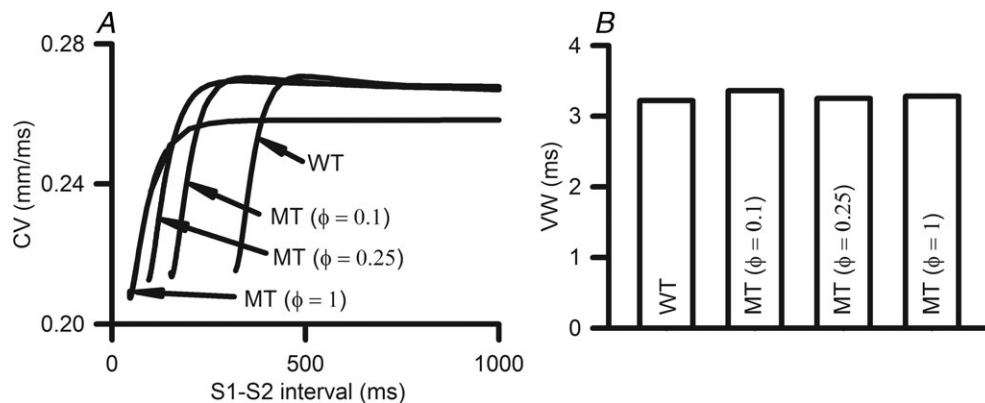 A
0.28
0.24
0.20
CV (mm/ms)
WT
MT (ϕ = 0.1)
MT (ϕ = 0.25)
MT (ϕ = 1)
0
500
1000
S1-S2 interval (ms)
B
4
3
2
1
0
VW (ms)
WT
MT (ϕ = 0.1)
MT (ϕ = 0.25)
MT (ϕ = 1)